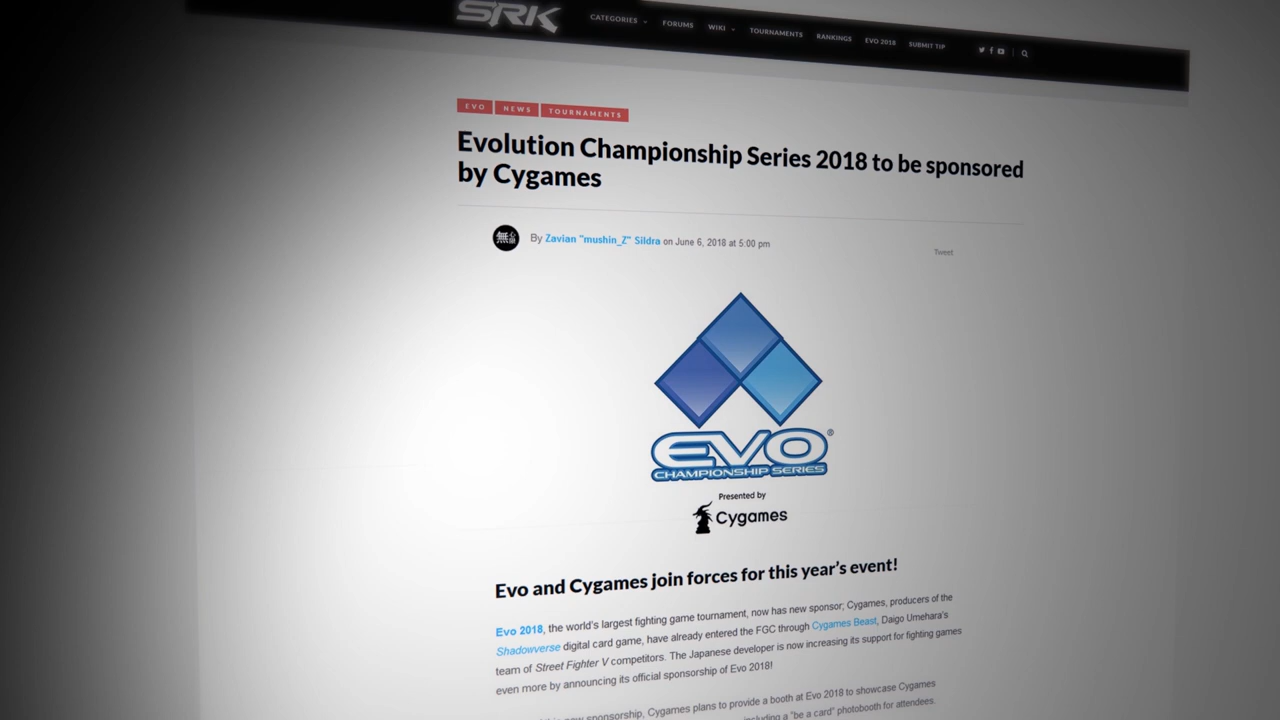 SRK
CATEGORIES FORUMS WIKI TOURNAMENTS RANKINGS EVO 2018 SUBMIT TIP
EVO NEWS TOURNAMENTS
Evolution Championship Series 2018 to be sponsored
by Cygames
By Zavian "mushin_Z" Sildra on June 6, 2018 at 5:00 pm
Tweet
EVO®
CHAMPIONSHIP SERIES
Presented by
Cygames
Evo and Cygames join forces for this year's event!
Evo 2018, the world's largest fighting game tournament, now has new sponsor; Cygames, producers of the
Shadowverse digital card game, have already entered the FGC through Cygames Beast, Daigo Umehara's
team of Street Fighter V competitors. The Japanese developer is now increasing its support for fighting games
even more by announcing its official sponsorship of Evo 2018!
sponsorship, Cygames plans to provide a booth at Evo 2018 to showcase Cygames
including a "be a card" photobooth for attendees.